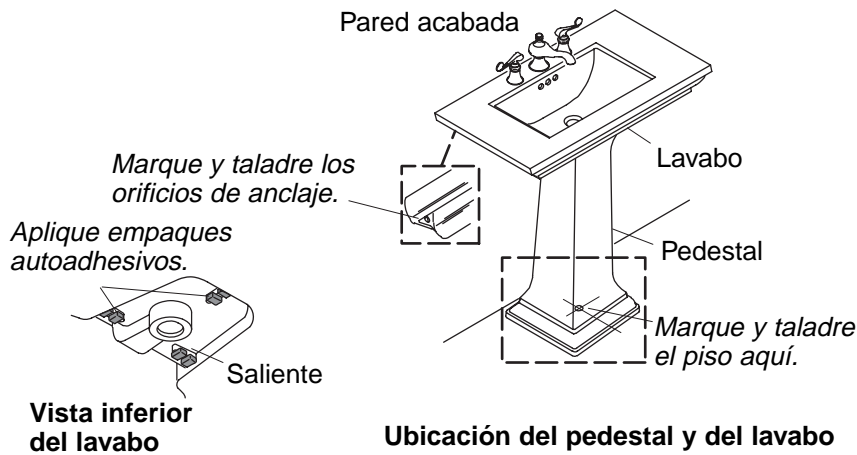 Pared acabada
Marque y taladre los
orificios de anclaje.
Lavabo
Aplique empaques
autoadhesivos.
Pedestal
Marque y taladre
el piso aquí.
Saliente
Vista inferior
del lavabo
Ubicación del pedestal y del lavabo